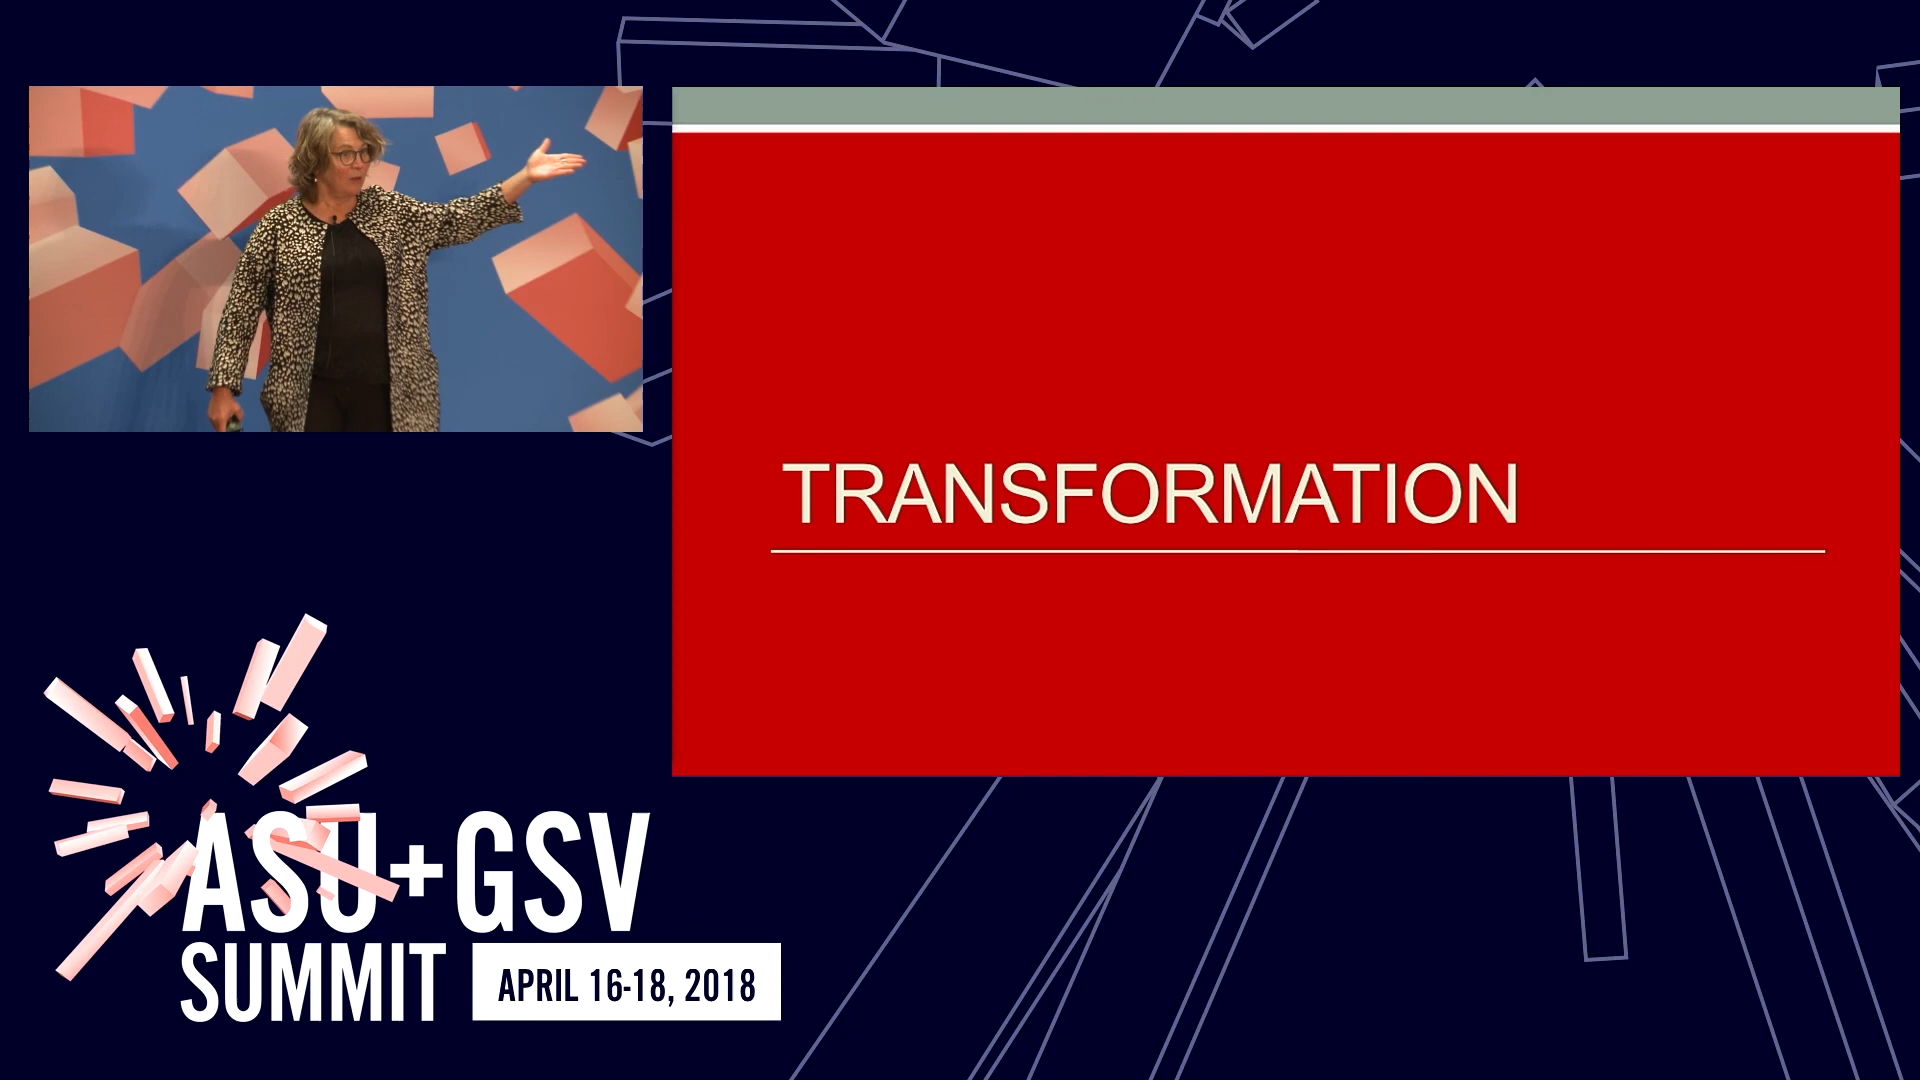 TRANSFORMATION
ASU+GSV
SUMMIT
APRIL 16-18, 2018